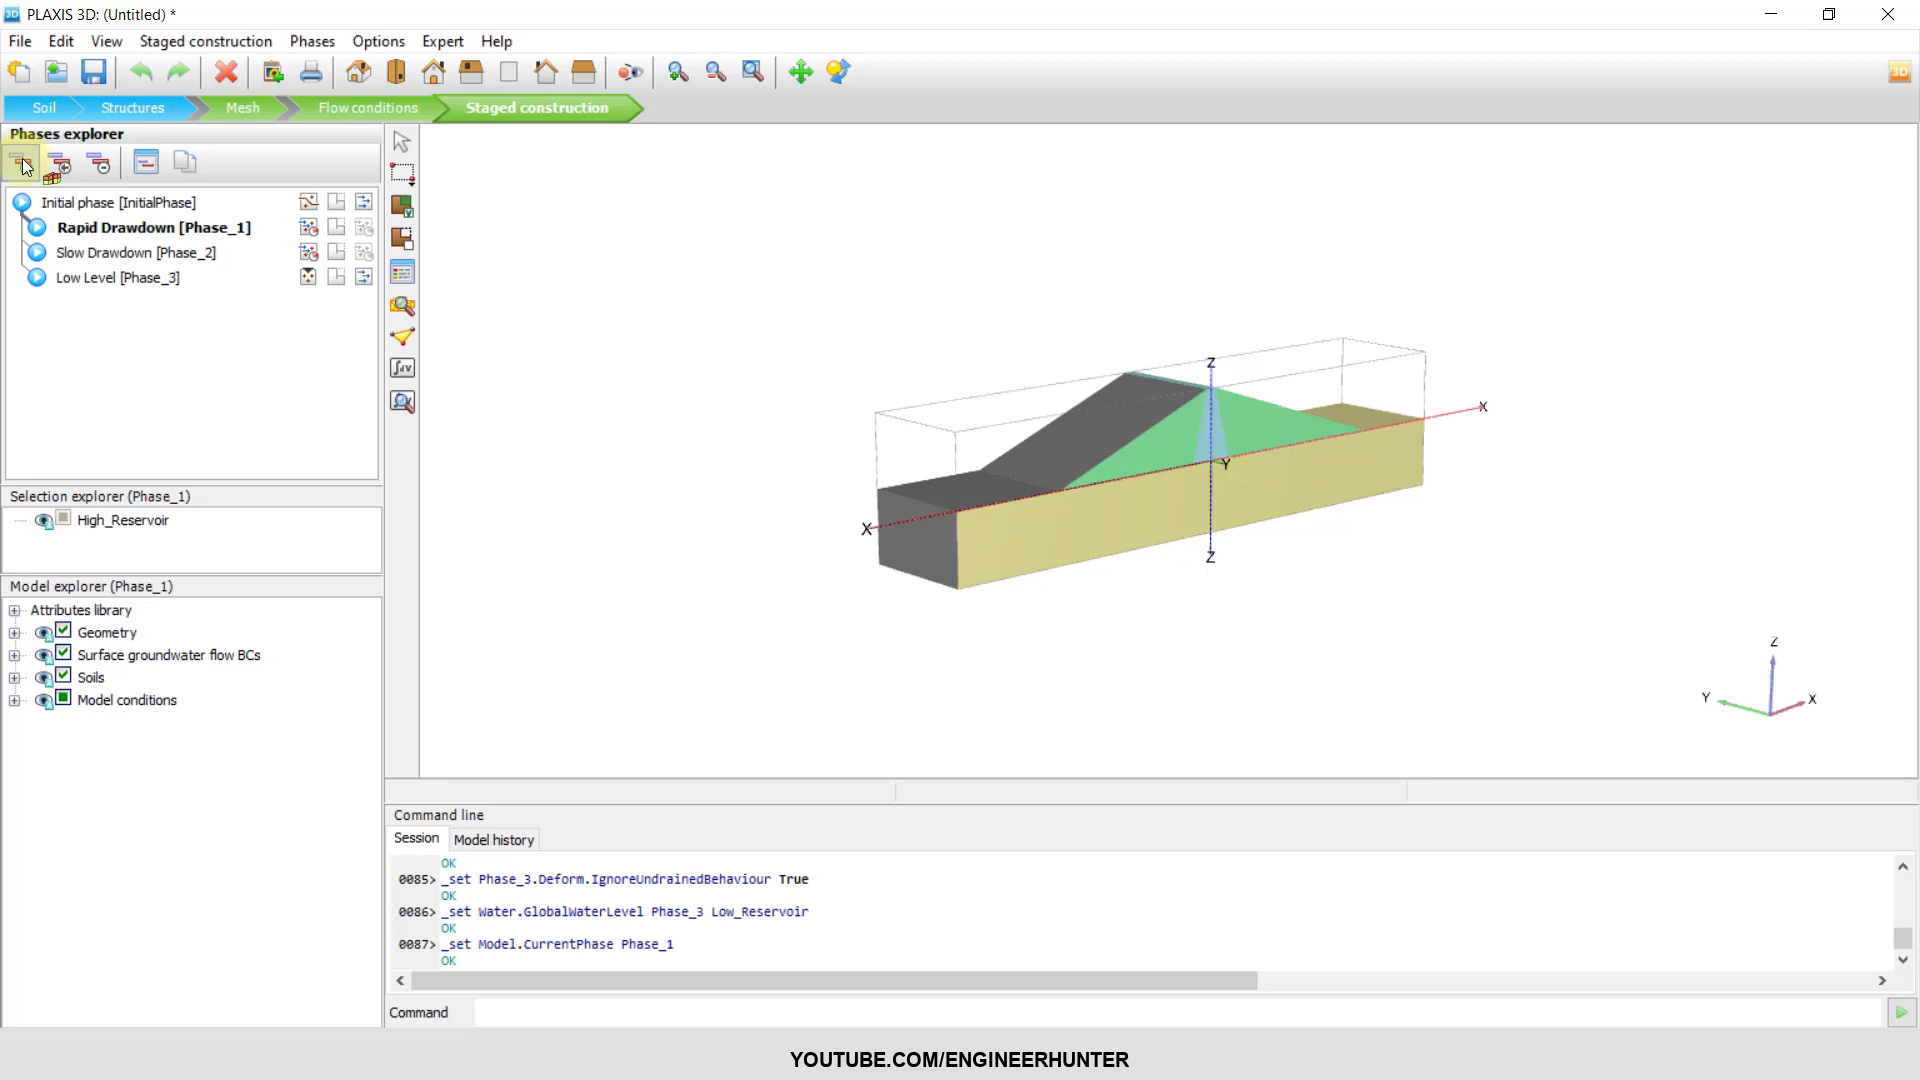 PLAXIS 3D: (Untitled) *
File Edit View Staged construction Phases Options Expert Help
3D
Soil Structures Mesh Flow conditions Staged construction
Phases explorer
Initial phase [InitialPhase]
Rapid Drawdown [Phase_1]
Slow Drawdown [Phase_2]
Low Level [Phase_3]
Selection explorer (Phase_1)
High_Reservoir
Model explorer (Phase_1)
Attributes library
Geometry
Surface groundwater flow BCs
Soils
Model conditions
Z
X
Y
X
Z
Z
Y
X
Command line
Session Model history
OK
0085> _set Phase_3.Deform.IgnoreUndrainedBehaviour True
OK
0086> _set Water.GlobalWaterLevel Phase_3 Low_Reservoir
OK
0087> _set Model.CurrentPhase Phase_1
OK
Command
YOUTUBE.COM/ENGINEERHUNTER